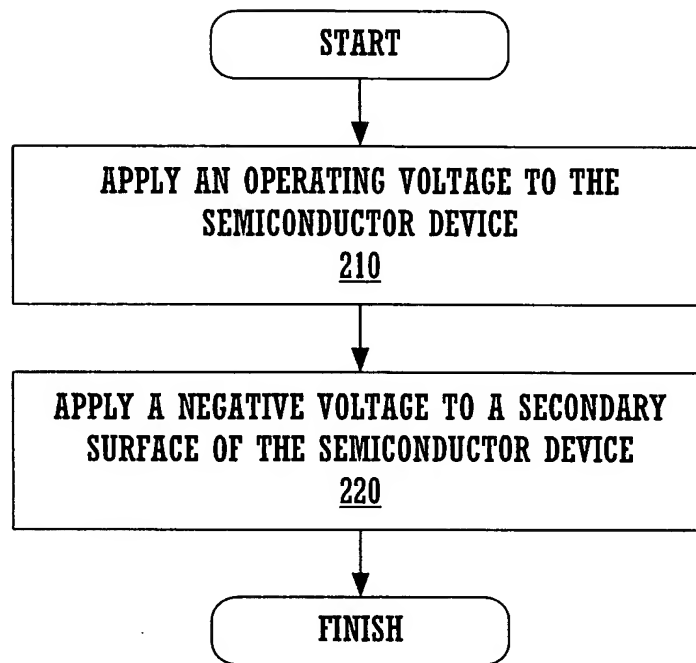 START
APPLY AN OPERATING VOLTAGE TO THE
SEMICONDUCTOR DEVICE
210
APPLY A NEGATIVE VOLTAGE TO A SECONDARY
SURFACE OF THE SEMICONDUCTOR DEVICE
220
FINISH